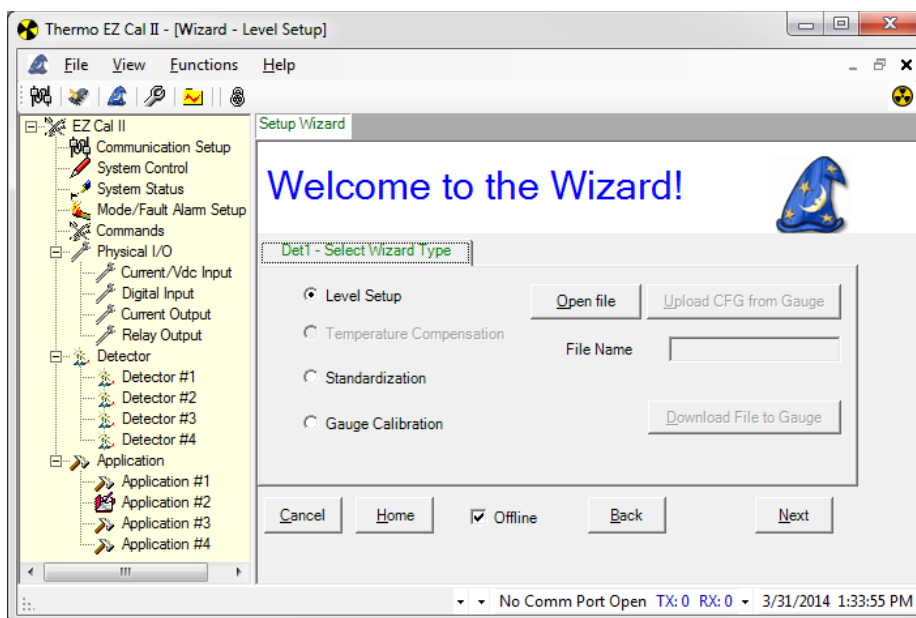 Thermo EZ Cal II - [Wizard - Level Setup]
File View Functions Help
EZ Cal II
Communication Setup
System Control
System Status
Mode/Fault Alarm Setup
Commands
Physical I/O
Current/Vdc Input
Digital Input
Current Output
Relay Output
Detector
Detector #1
Detector #2
Detector #3
Detector #4
Application
Application #1
Application #2
Application #3
Application #4
Setup Wizard
Welcome to the Wizard!
Det1 - Select Wizard Type
Level Setup
Open file
Upload CFG from Gauge
Temperature Compensation
File Name
Standardization
Gauge Calibration
Download File to Gauge
Cancel
Home
Offline
Back
Next
No Comm Port Open TX: 0 RX: 0 3/31/2014 1:33:55 PM